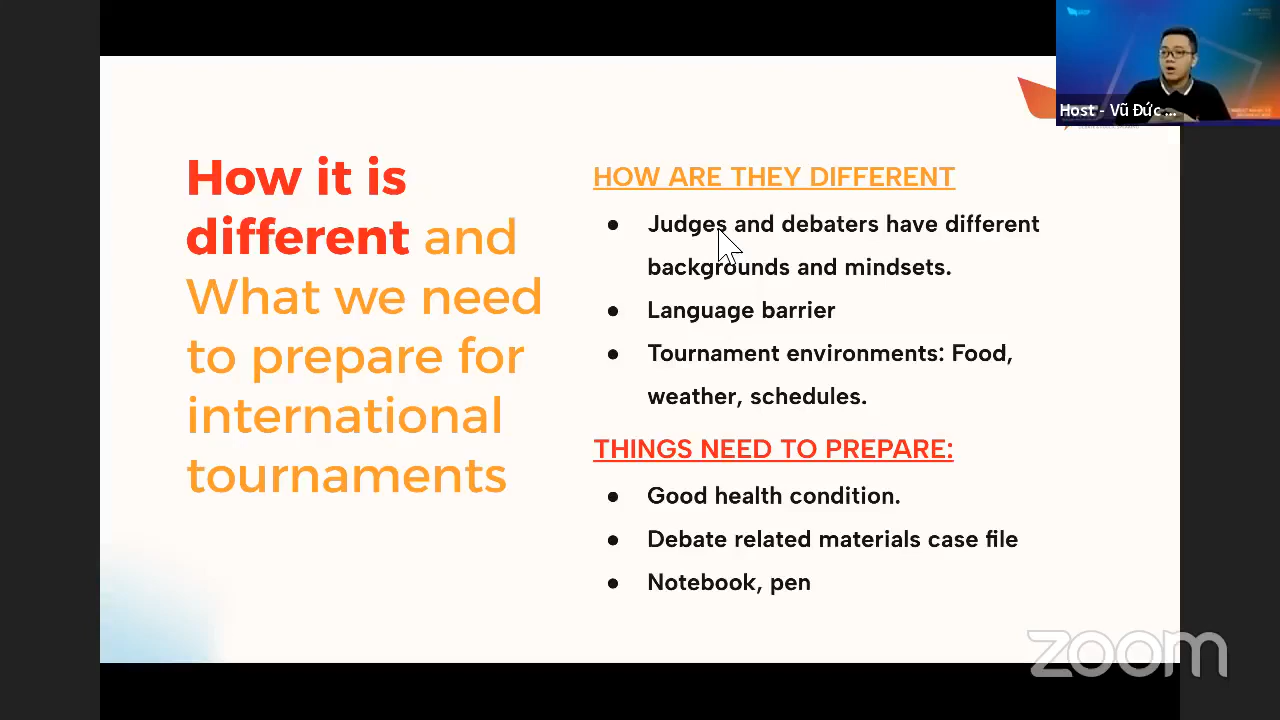 How it is
different and
What we need
to prepare for
international
tournaments
HOW ARE THEY DIFFERENT
● Judges and debaters have different
backgrounds and mindsets.
● Language barrier
● Tournament environments: Food,
weather, schedules.
THINGS NEED TO PREPARE:
● Good health condition.
● Debate related materials case file
● Notebook, pen
Host - Vũ Đức ...
zoom